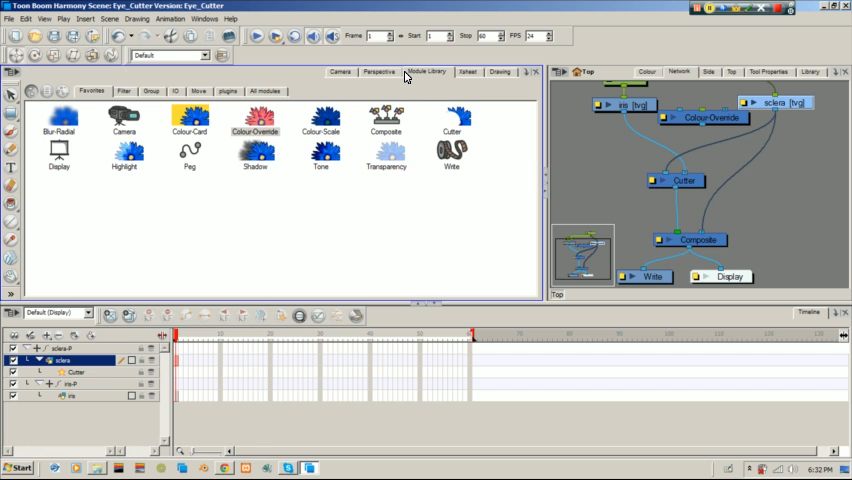 Toon Boom Harmony Scene: Eye_Cutter Version: Eye_Cutter
File Edit View Play Insert Scene Drawing Animation Windows Help
Frame 1 Start 1 Stop 60 FPS 24
Default
Camera Perspective Module Library Xsheet Drawing
Top Colour Network Side Top Tool Properties Library
Favorites Filter Group IO Move plugins All modules
Blur-Radial Camera Colour-Card Colour-Override Colour-Scale Composite Cutter
Display Highlight Peg Shadow Tone Transparency Write
iris [tvg] sclera [tvg]
Colour-Override
Cutter
Composite
Write Display
Top
Default (Display) Timeline
10 20 30 40 50 60 70 80 90 100 110 120 130
sclera-P
sclera
Cutter
iris-P
iris
Start 6:32 PM